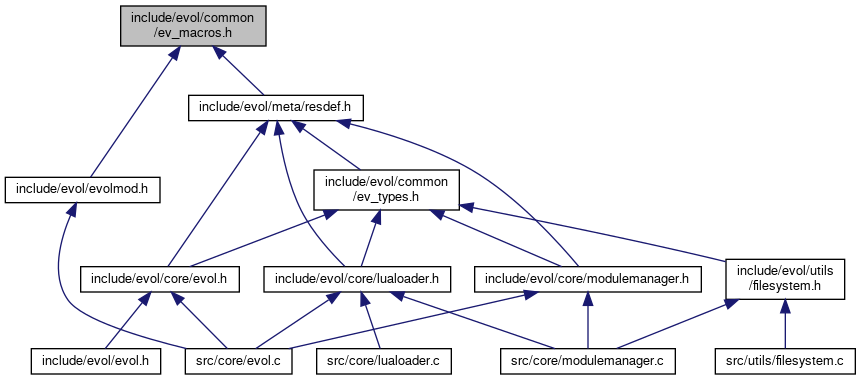 include/evol/common
/ev_macros.h
include/evol/meta/resdef.h
include/evol/evolmod.h
include/evol/common
/ev_types.h
include/evol/core/evol.h
include/evol/core/lualoader.h
include/evol/core/modulemanager.h
include/evol/utils
/filesystem.h
include/evol/evol.h
src/core/evol.c
src/core/lualoader.c
src/core/modulemanager.c
src/utils/filesystem.c